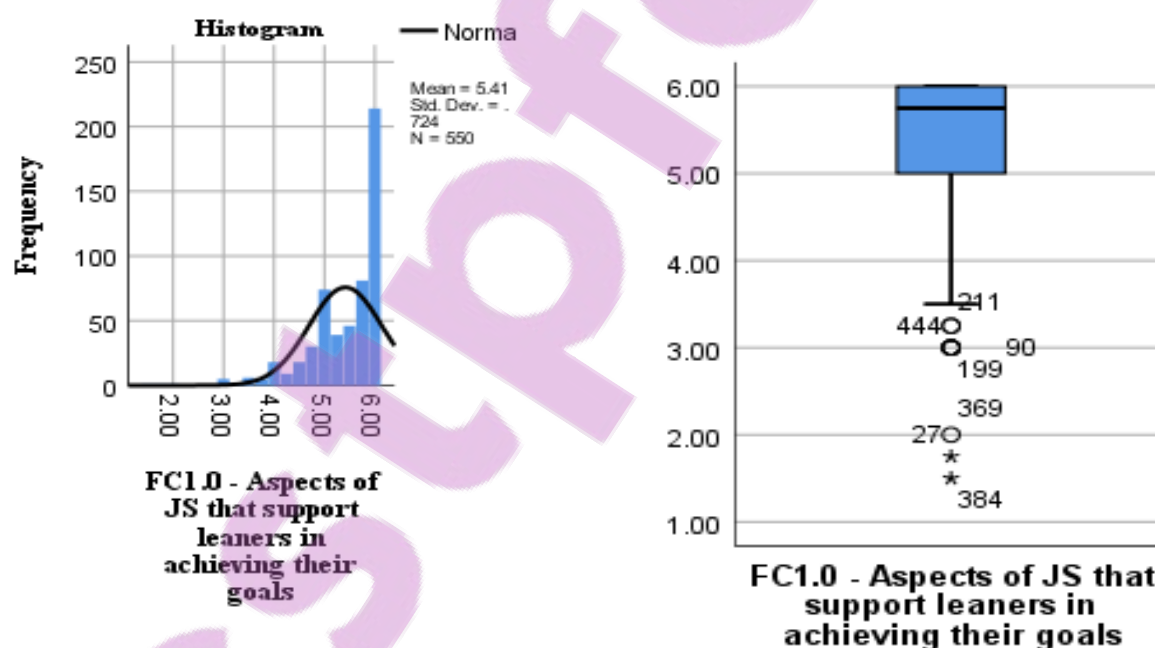 Histogram
Norma
Mean = 5.41
Std. Dev. = .
724
N = 550
Frequency
250
200
150
100
50
0
2.00
3.00
4.00
5.00
6.00
FC1.0 - Aspects of
JS that support
leaners in
achieving their
goals
6.00
5.00
4.00
3.00
2.00
1.00
211
444
90
199
369
27
384
FC1.0 - Aspects of JS that
support leaners in
achieving their goals